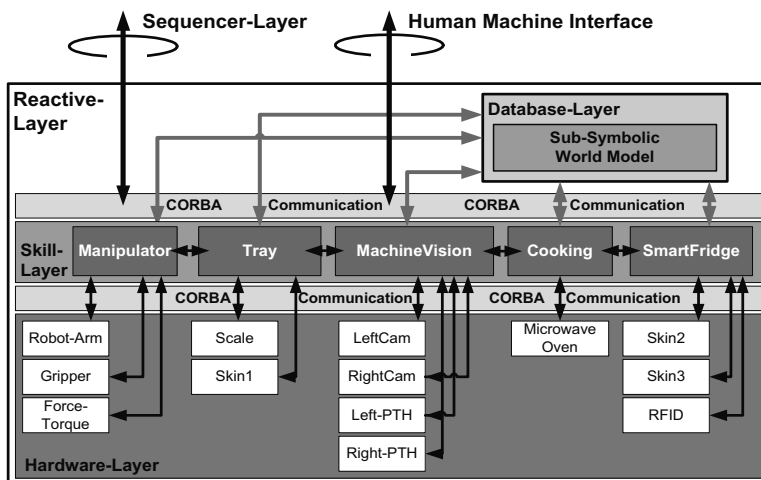 Sequencer-Layer
Human Machine Interface
Reactive-
Layer
Database-Layer
Sub-Symbolic
World Model
CORBA Communication CORBA Communication
Skill-
Layer
Manipulator Tray MachineVision Cooking SmartFridge
CORBA Communication CORBA Communication
Robot-Arm Scale LeftCam Microwave
Oven Skin2
Gripper Skin1 RightCam Skin3
Force-
Torque Left-PTH RFID
Right-PTH
Hardware-Layer